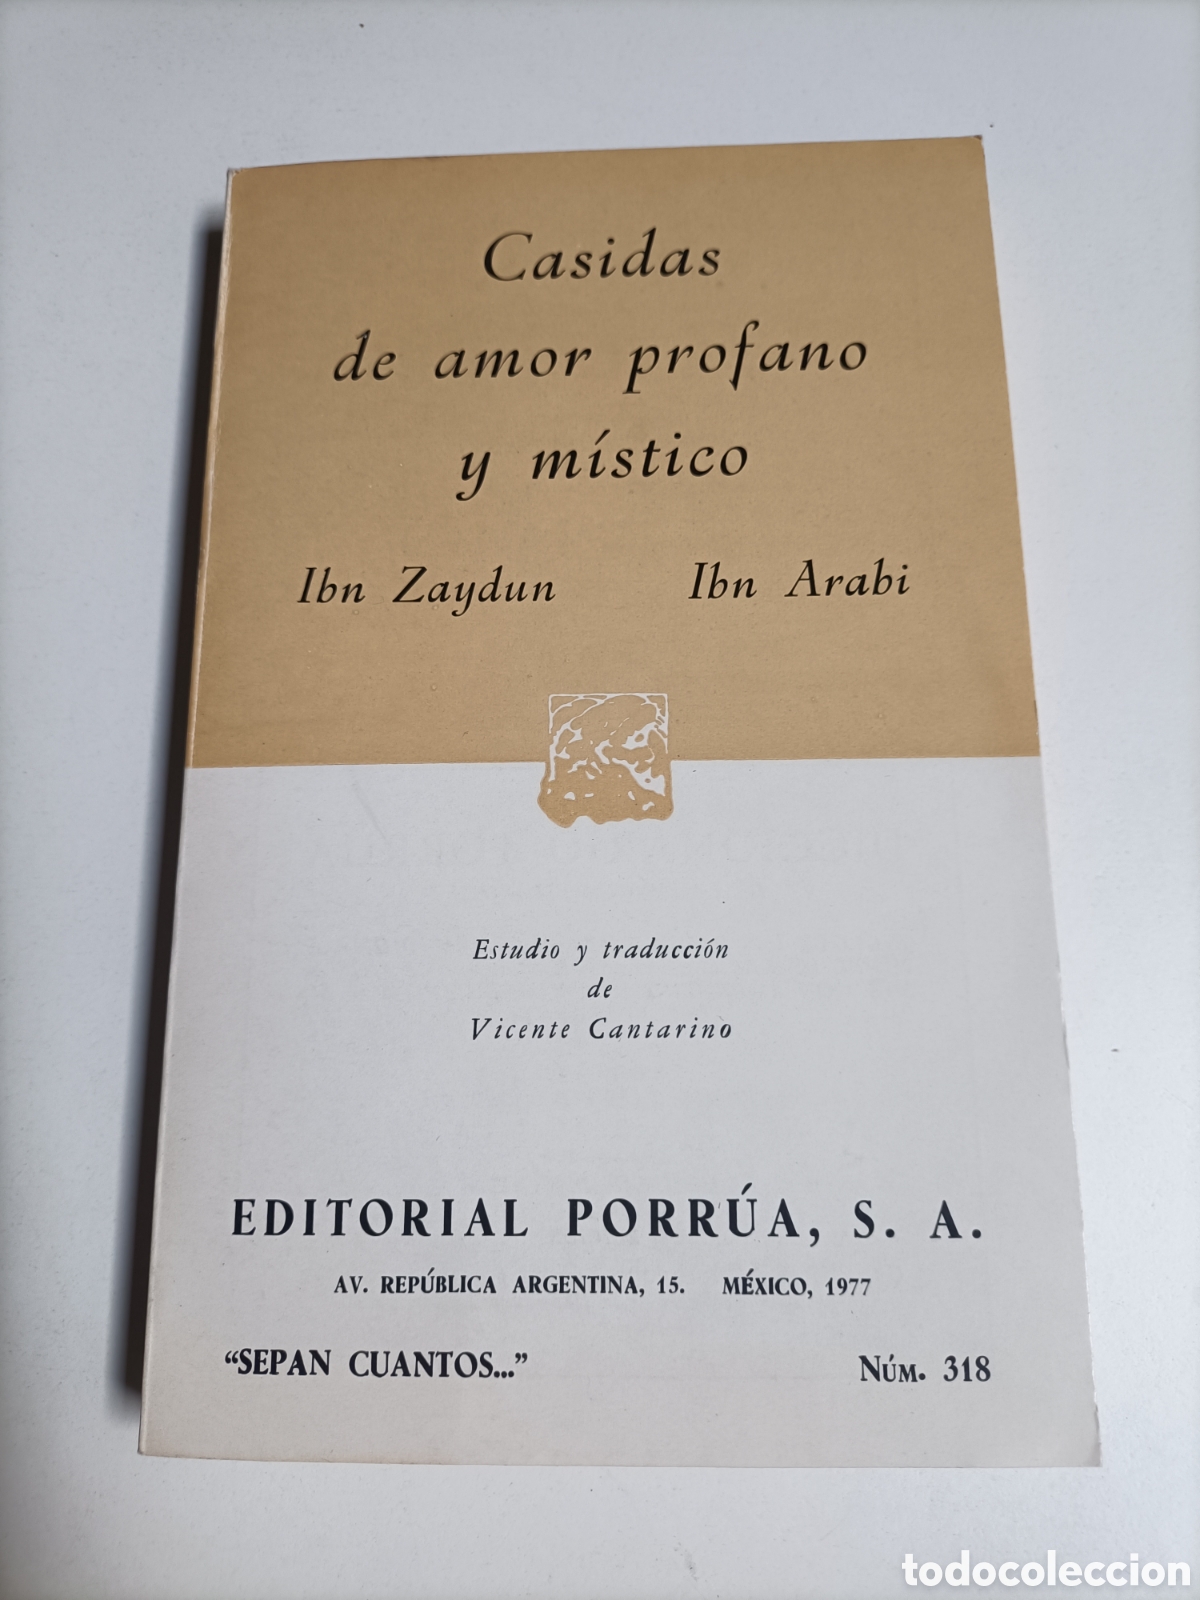 Casidas
de amor profano
y místico
Ibn Zaydun Ibn Arabi
Estudio y traducción
de
Vicente Cantarino
EDITORIAL PORRÚA, S. A.
AV. REPÚBLICA ARGENTINA, 15. MÉXICO, 1977
“SEPAN CUANTOS...” NÚM. 318
todocoleccion